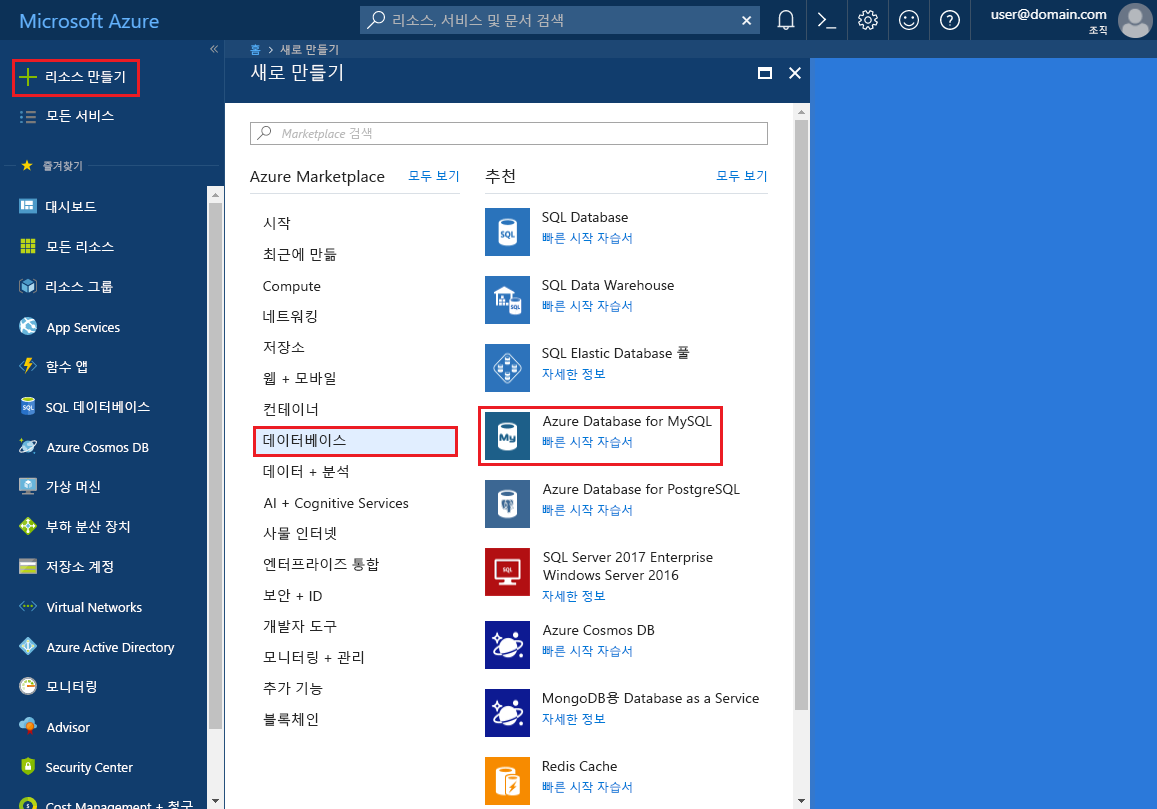 Microsoft Azure
리소스, 서비스 및 문서 검색
user@domain.com
조직
리소스 만들기
모든 서비스
즐겨찾기
대시보드
모든 리소스
리소스 그룹
App Services
함수 앱
SQL 데이터베이스
Azure Cosmos DB
가상 머신
부하 분산 장치
저장소 계정
Virtual Networks
Azure Active Directory
모니터링
Advisor
Security Center
Cost Management + 청구
홈 > 새로 만들기
새로 만들기
Marketplace 검색
Azure Marketplace 모두 보기
시작
최근에 만듦
Compute
네트워킹
저장소
웹 + 모바일
컨테이너
데이터베이스
데이터 + 분석
AI + Cognitive Services
사물 인터넷
엔터프라이즈 통합
보안 + ID
개발자 도구
모니터링 + 관리
추가 기능
블록체인
추천 모두 보기
SQL
SQL Database
빠른 시작 자습서
SQL Data Warehouse
빠른 시작 자습서
SQL Elastic Database 풀
자세한 정보
My
Azure Database for MySQL
빠른 시작 자습서
Azure Database for PostgreSQL
빠른 시작 자습서
SQL
SQL Server 2017 Enterprise
Windows Server 2016
자세한 정보
Azure Cosmos DB
빠른 시작 자습서
MongoDB용 Database as a Service
자세한 정보
Redis Cache
빠른 시작 자습서